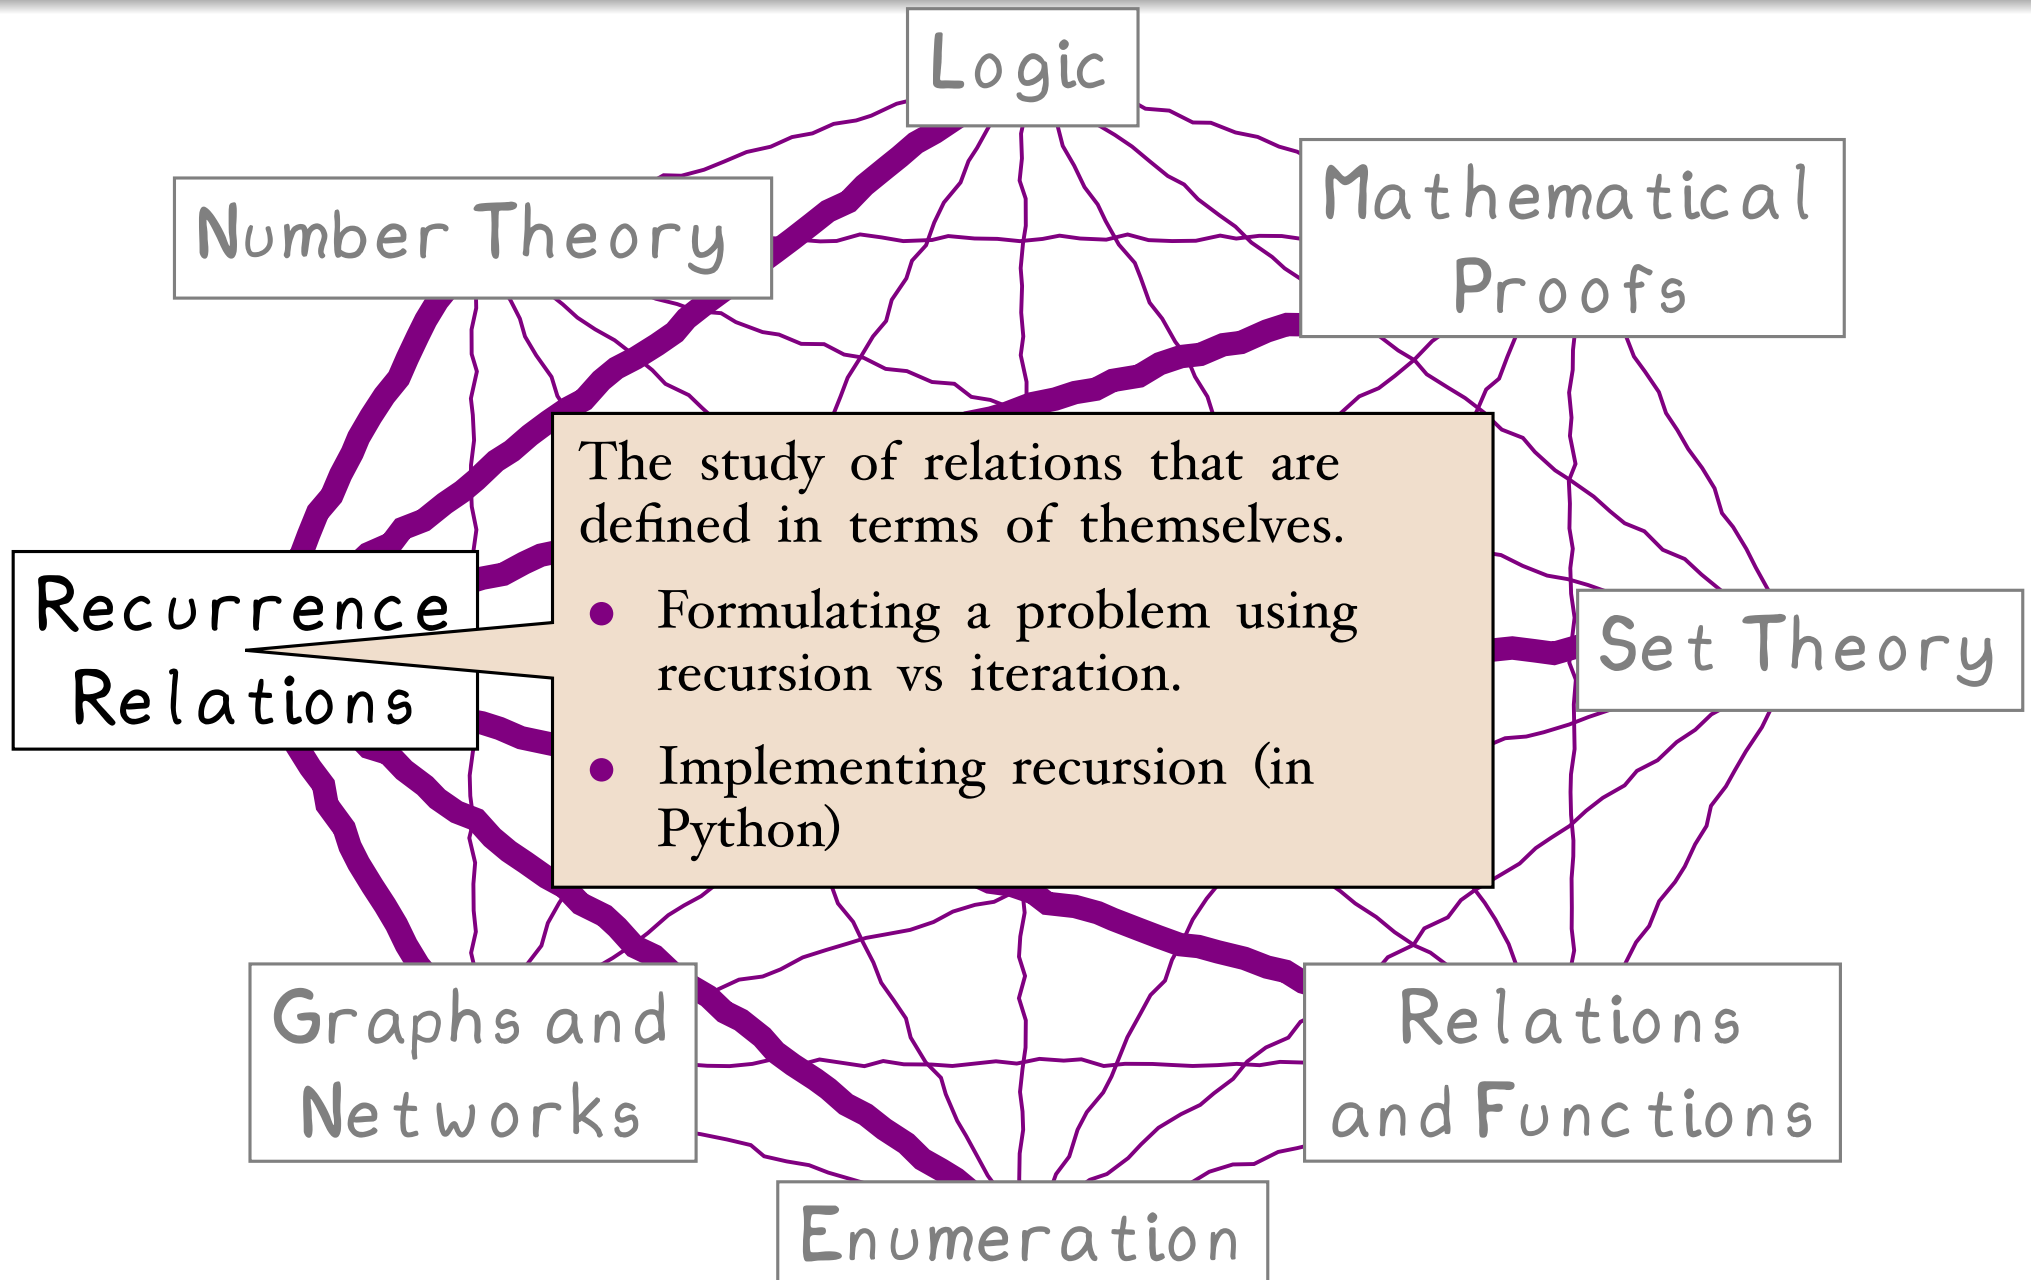 Logic
Number Theory
Mathematical
Proofs
The study of relations that are
defined in terms of themselves.
• Formulating a problem using
recursion vs iteration.
• Implementing recursion (in
Python)
Recurrence
Relations
Set Theory
Graphs and
Networks
Relations
and Functions
Enumeration